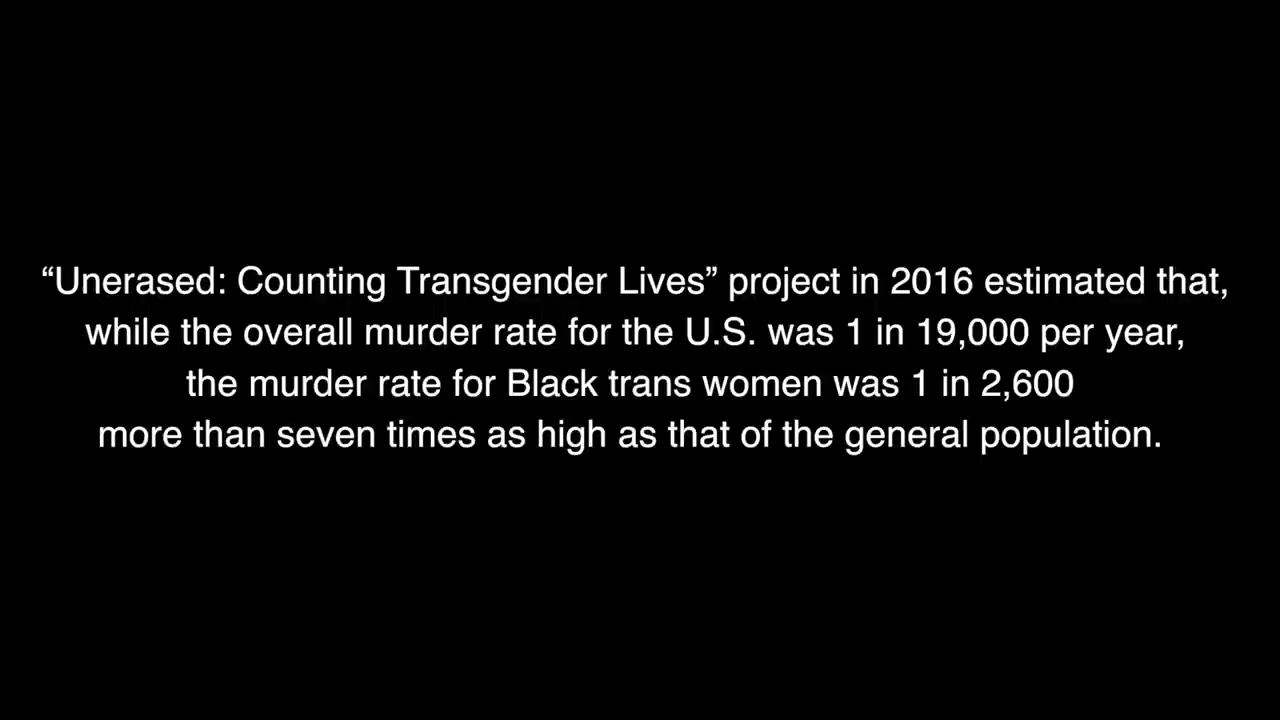 “Unerased: Counting Transgender Lives” project in 2016 estimated that,
while the overall murder rate for the U.S. was 1 in 19,000 per year,
the murder rate for Black trans women was 1 in 2,600
more than seven times as high as that of the general population.